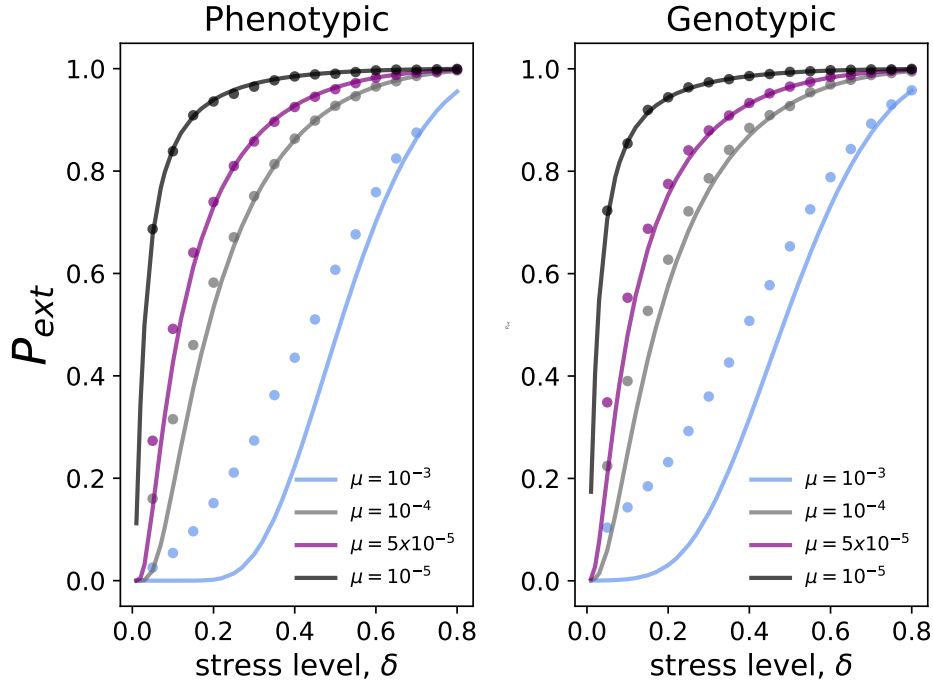 Phenotypic
Genotypic
P_ext
1.0
0.8
0.6
0.4
0.2
0.0
0.0 0.2 0.4 0.6 0.8
stress level, δ
μ = 10⁻³
μ = 10⁻⁴
μ = 5x10⁻⁵
μ = 10⁻⁵
1.0
0.8
0.6
0.4
0.2
0.0
0.0 0.2 0.4 0.6 0.8
stress level, δ
μ = 10⁻³
μ = 10⁻⁴
μ = 5x10⁻⁵
μ = 10⁻⁵